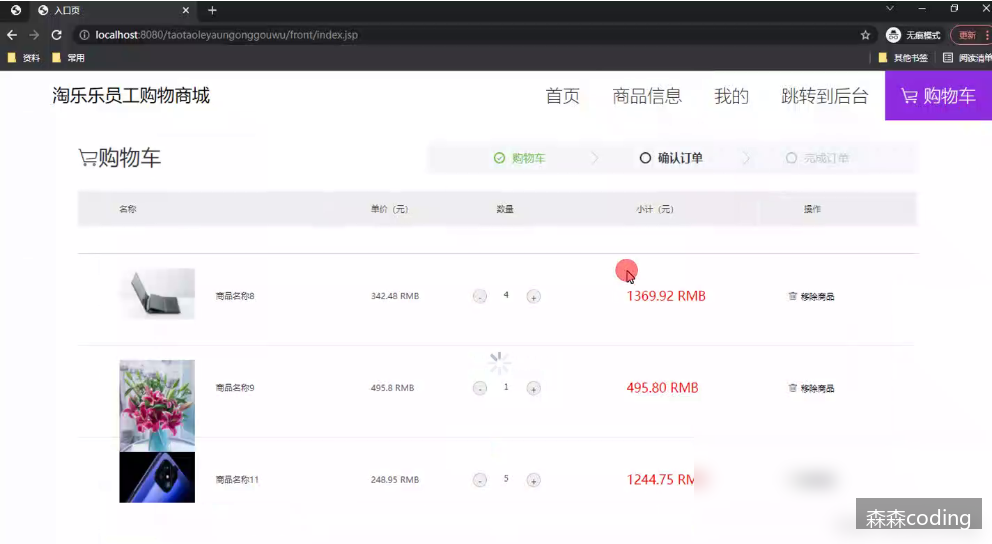 入口页
localhost:8080/taotaoleyaungonggouwu/front/index.jsp
无痕模式
更新
资料
常用
其他书签
阅读清单
淘乐乐员工购物商城
首页
商品信息
我的
跳转到后台
购物车
购物车
购物车
确认订单
完成订单
名称
单价（元）
数量
小计（元）
操作
商品名称8
342.48 RMB
-
4
+
1369.92 RMB
移除商品
商品名称9
495.8 RMB
-
1
+
495.80 RMB
移除商品
商品名称11
248.95 RMB
-
5
+
1244.75 RM
森森coding